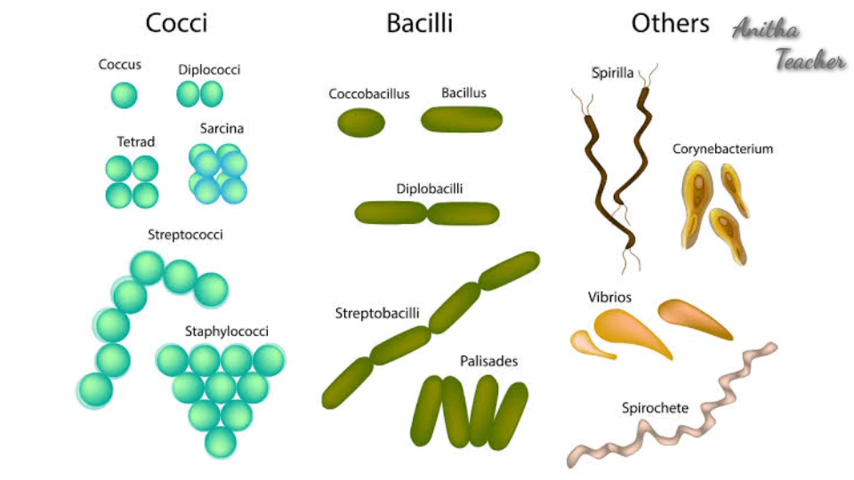 Cocci
Coccus
Diplococci
Tetrad
Sarcina
Streptococci
Staphylococci
Bacilli
Coccobacillus
Bacillus
Diplobacilli
Streptobacilli
Palisades
Others
Spirilla
Corynebacterium
Vibrios
Spirochete
Anitha
Teacher